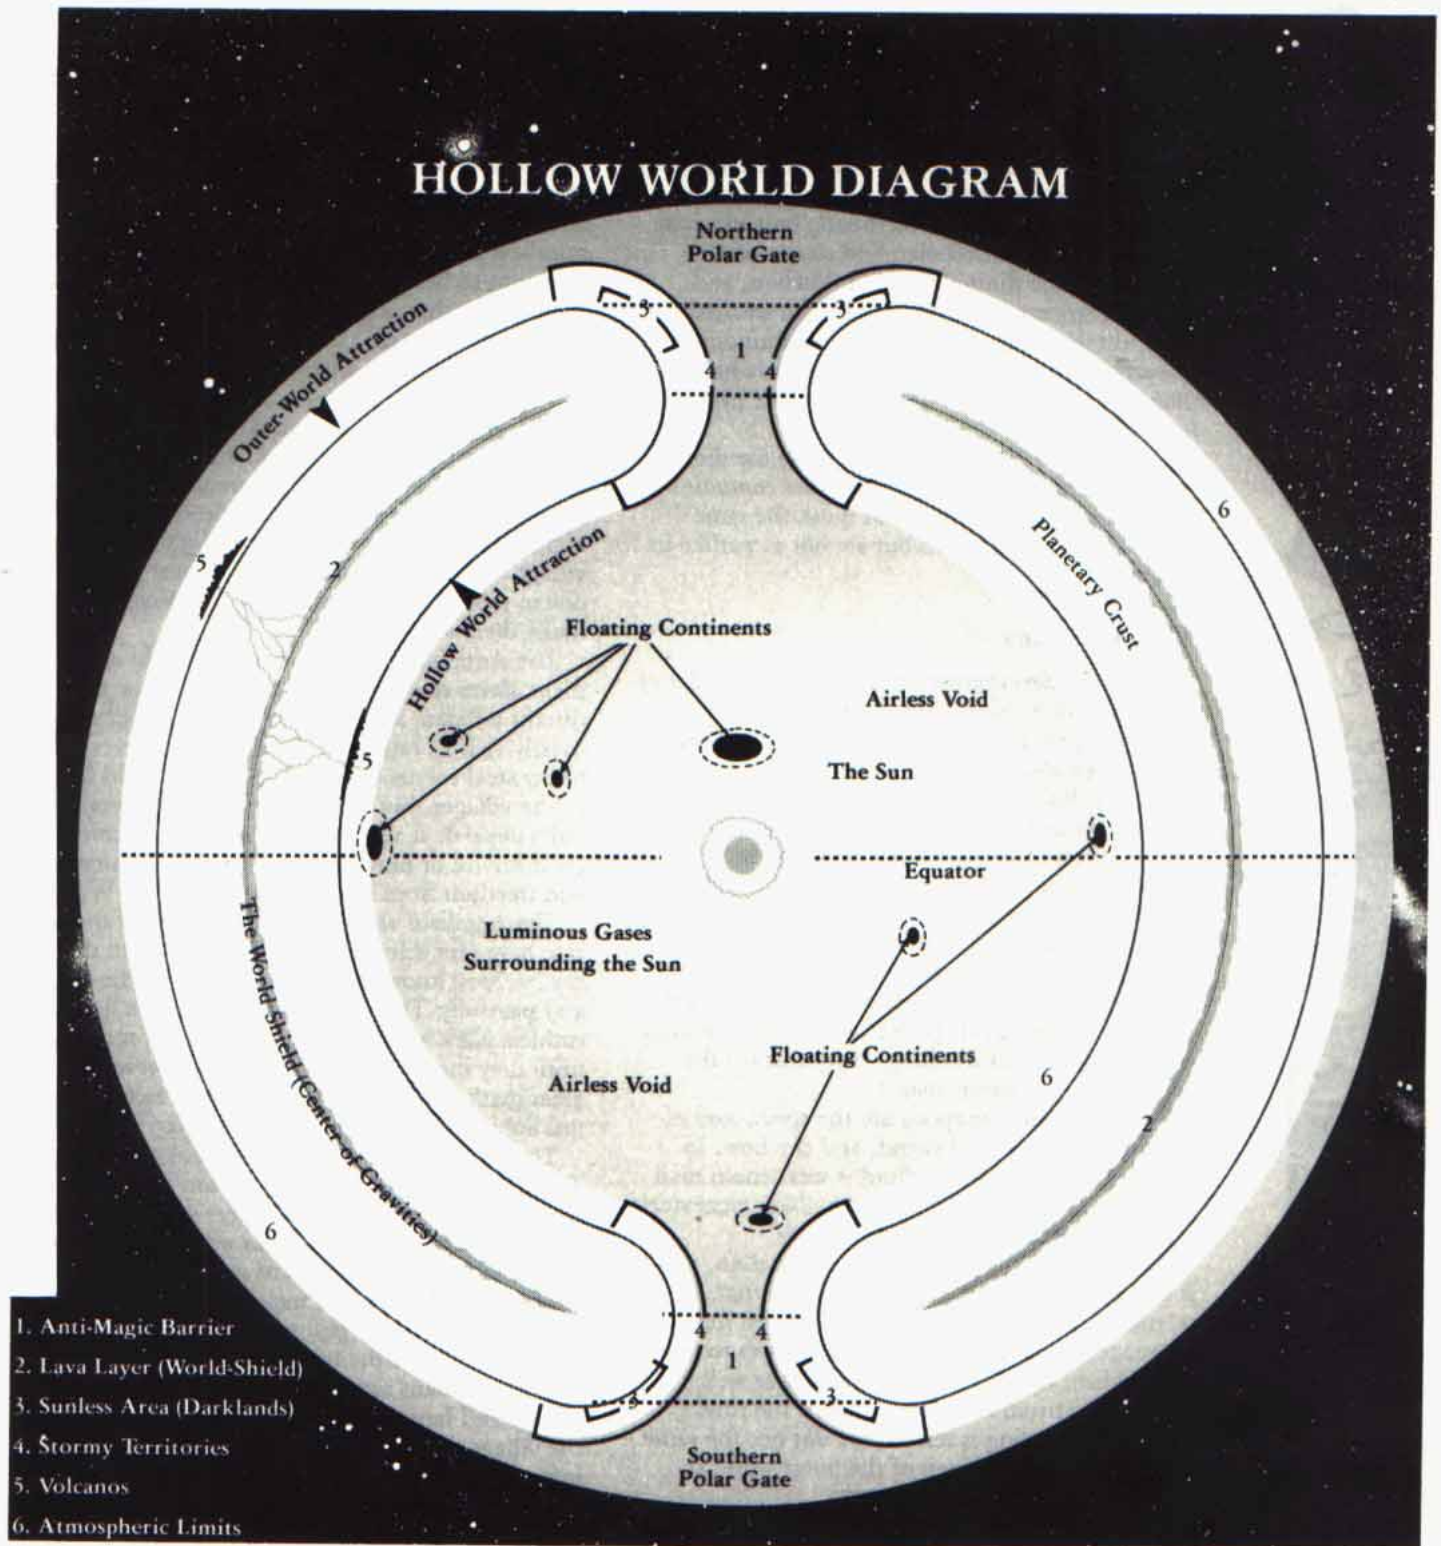 HOLLOW WORLD DIAGRAM
Northern
Polar Gate
3
3
1
4
4
Outer-World Attraction
6
5
2
Planetary Crust
Hollow World Attraction
Floating Continents
Airless Void
5
The Sun
Equator
The World Shield (Center of Gravities)
Luminous Gases
Surrounding the Sun
Floating Continents
Airless Void
6
2
6
4
4
1
3
3
Southern
Polar Gate
1. Anti-Magic Barrier
2. Lava Layer (World-Shield)
3. Sunless Area (Darklands)
4. Stormy Territories
5. Volcanos
6. Atmospheric Limits